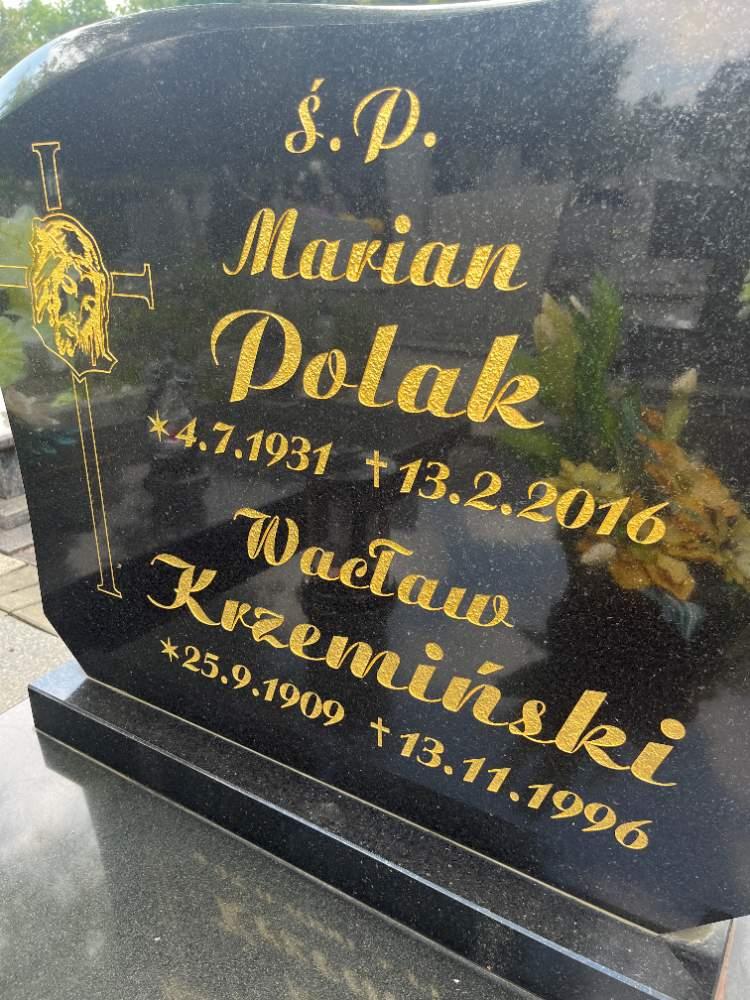 ś.P.
Marian
Polak
*4.7.1931 †13.2.2016
Wacław
Krzemiński
*25.9.1909 †13.11.1996